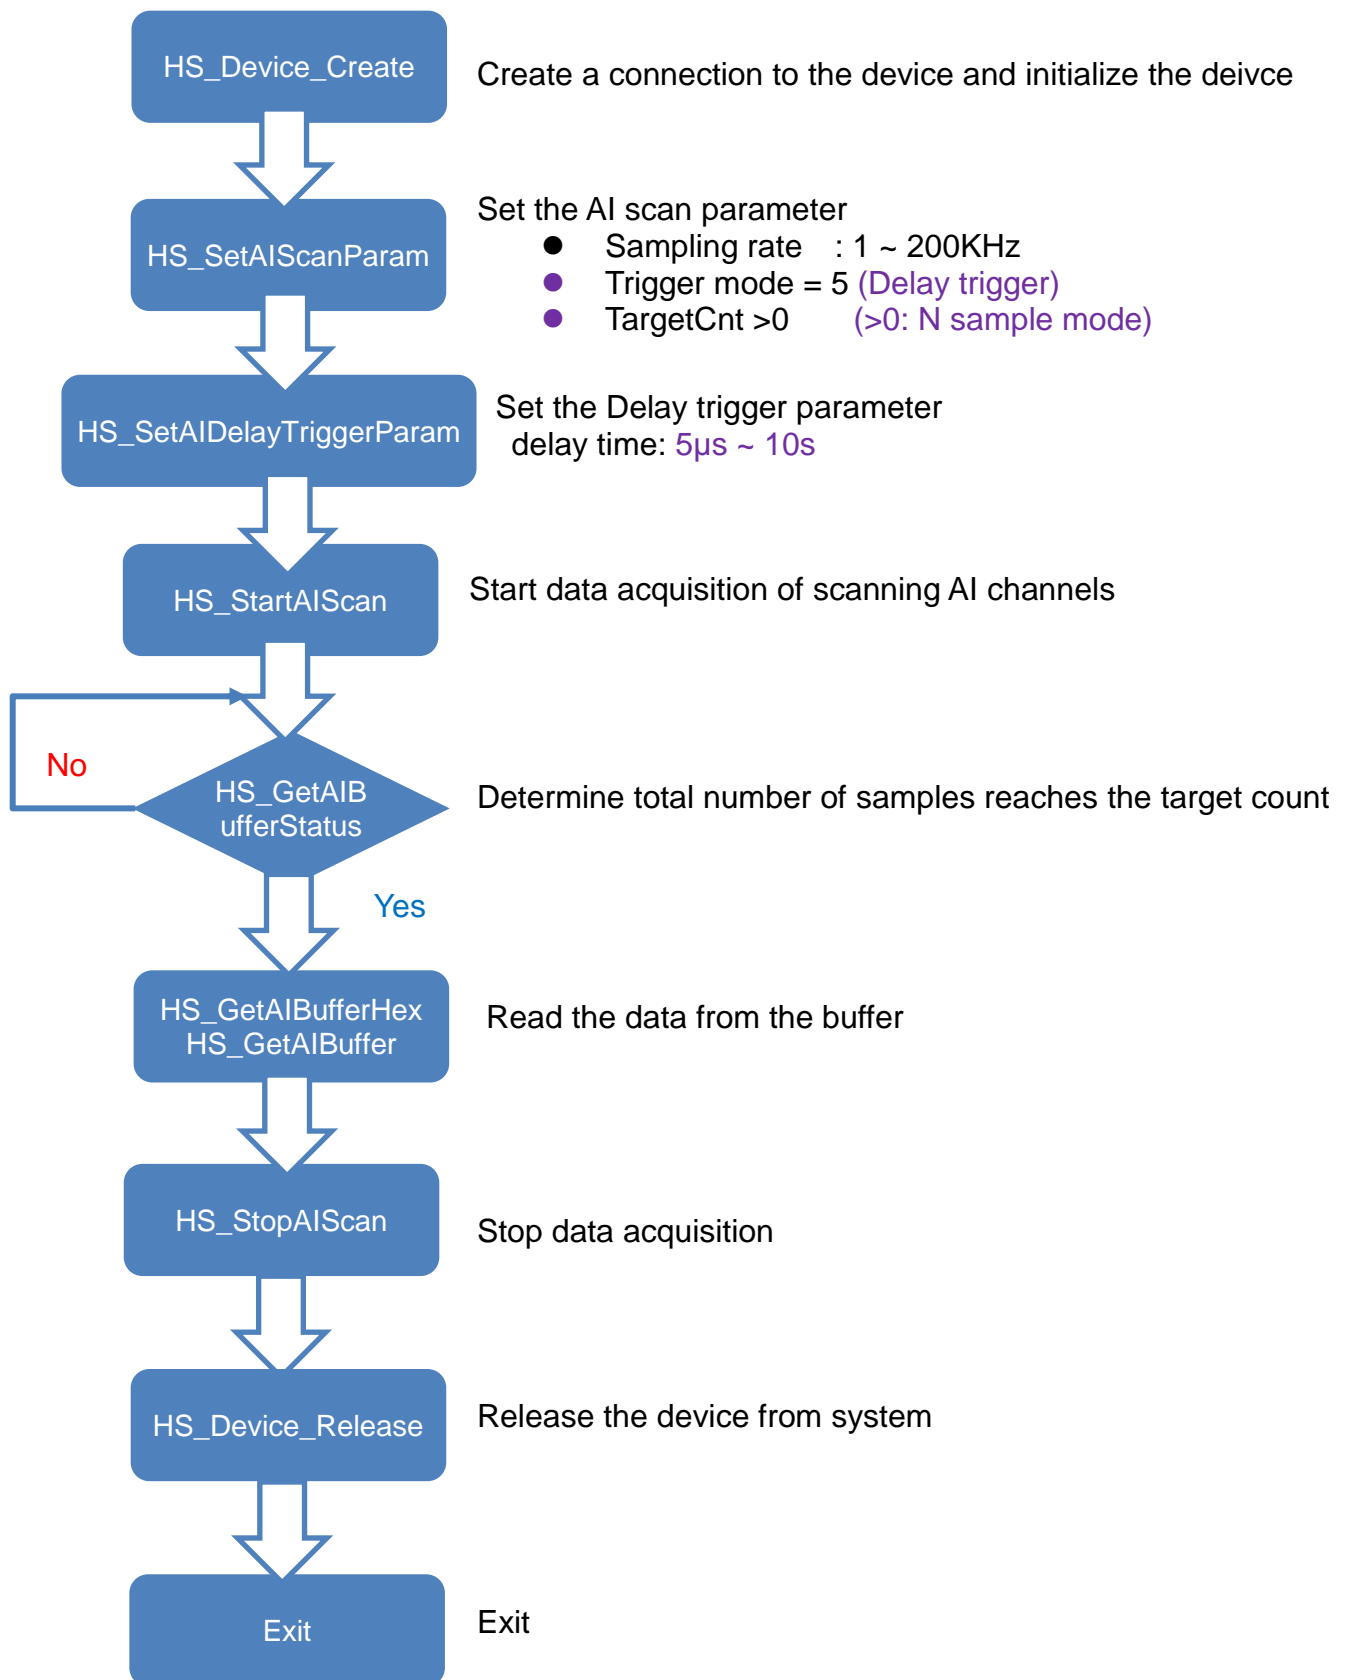 HS_Device_Create
Create a connection to the device and initialize the deivce
HS_SetAIScanParam
Set the AI scan parameter
● Sampling rate : 1 ~ 200KHz
● Trigger mode = 5 (Delay trigger)
● TargetCnt >0 (>0: N sample mode)
HS_SetAIDelayTriggerParam
Set the Delay trigger parameter
delay time: 5μs ~ 10s
HS_StartAIScan
Start data acquisition of scanning AI channels
No
HS_GetAIB
ufferStatus
Determine total number of samples reaches the target count
Yes
HS_GetAIBufferHex
HS_GetAIBuffer
Read the data from the buffer
HS_StopAIScan
Stop data acquisition
HS_Device_Release
Release the device from system
Exit
Exit